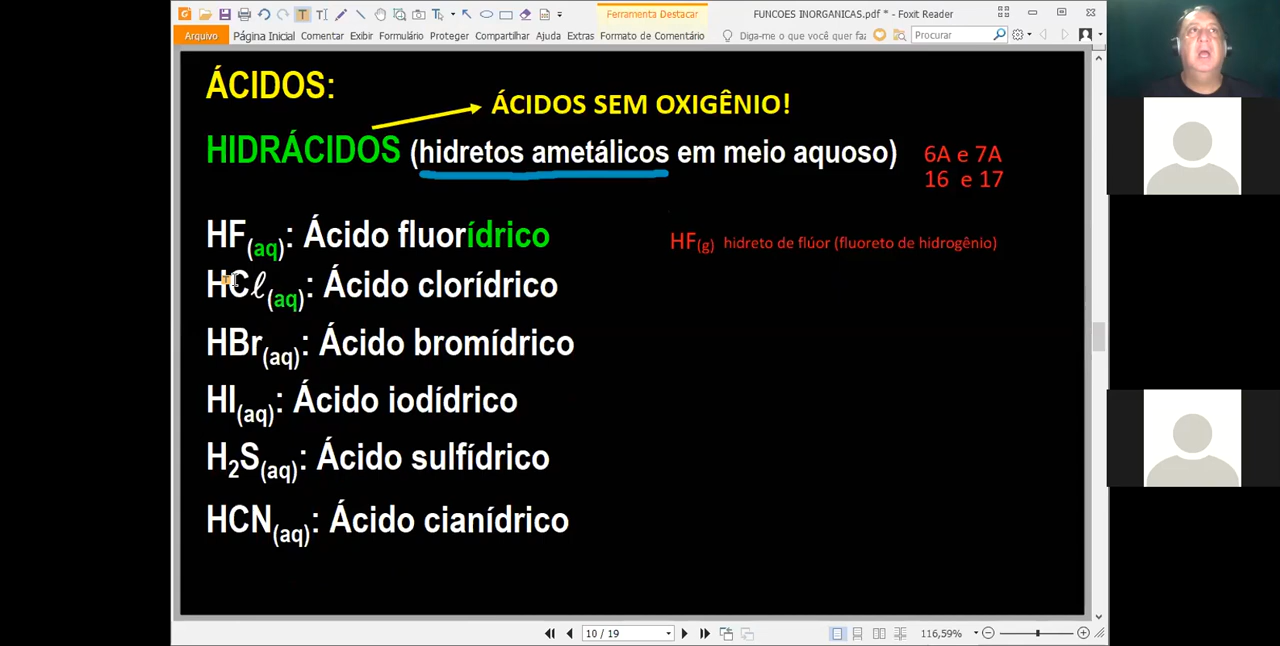 Ferramenta Destacar
FUNCOES INORGANICAS.pdf * - Foxit Reader
Arquivo Página Inicial Comentar Exibir Formulário Proteger Compartilhar Ajuda Extras Formato de Comentário Diga-me o que você quer faz Procurar
ÁCIDOS:
ÁCIDOS SEM OXIGÊNIO!
HIDRÁCIDOS (hidretos ametálicos em meio aquoso)
6A e 7A
16 e 17
HF(aq): Ácido fluorídrico
HF(g) hidreto de flúor (fluoreto de hidrogênio)
HCℓ(aq): Ácido clorídrico
HBr(aq): Ácido bromídrico
HI(aq): Ácido iodídrico
H2S(aq): Ácido sulfídrico
HCN(aq): Ácido cianídrico
10 / 19
116,59%